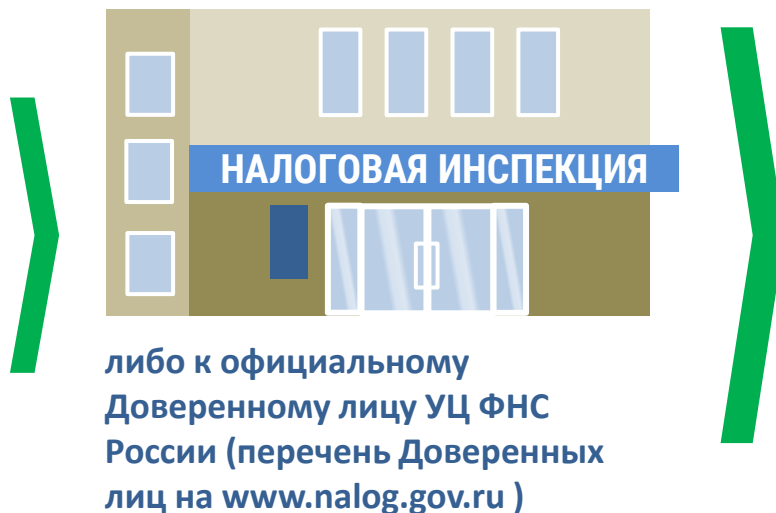 НАЛОГОВАЯ ИНСПЕКЦИЯ
либо к официальному
Доверенному лицу УЦ ФНС
России (перечень Доверенных
лиц на www.nalog.gov.ru )